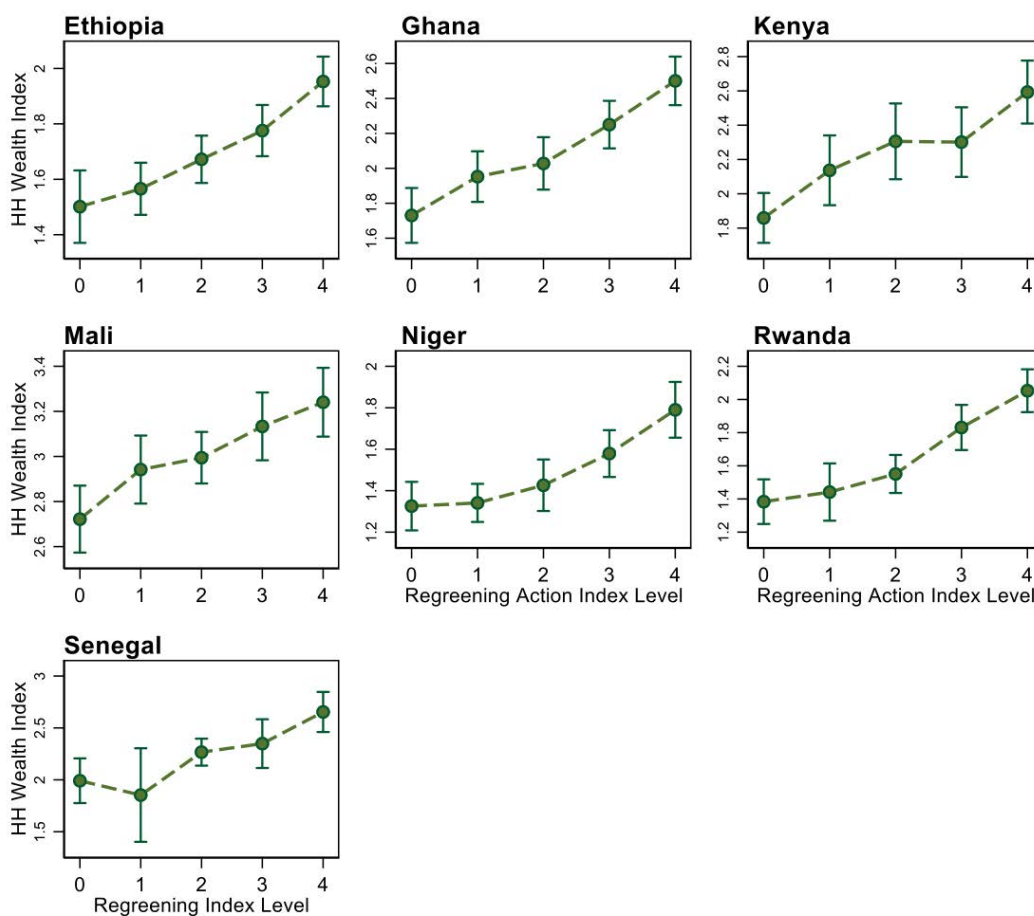 Ethiopia
HH Wealth Index
2
1.8
1.6
1.4
0 1 2 3 4
Ghana
2.6
2.4
2.2
2
1.8
1.6
0 1 2 3 4
Kenya
2.8
2.6
2.4
2.2
2
1.8
0 1 2 3 4
Mali
HH Wealth Index
3.4
3.2
3
2.8
2.6
0 1 2 3 4
Niger
2
1.8
1.6
1.4
1.2
0 1 2 3 4
Regreening Action Index Level
Rwanda
2.2
2
1.8
1.6
1.4
1.2
0 1 2 3 4
Regreening Action Index Level
Senegal
HH Wealth Index
3
2.5
2
1.5
0 1 2 3 4
Regreening Index Level